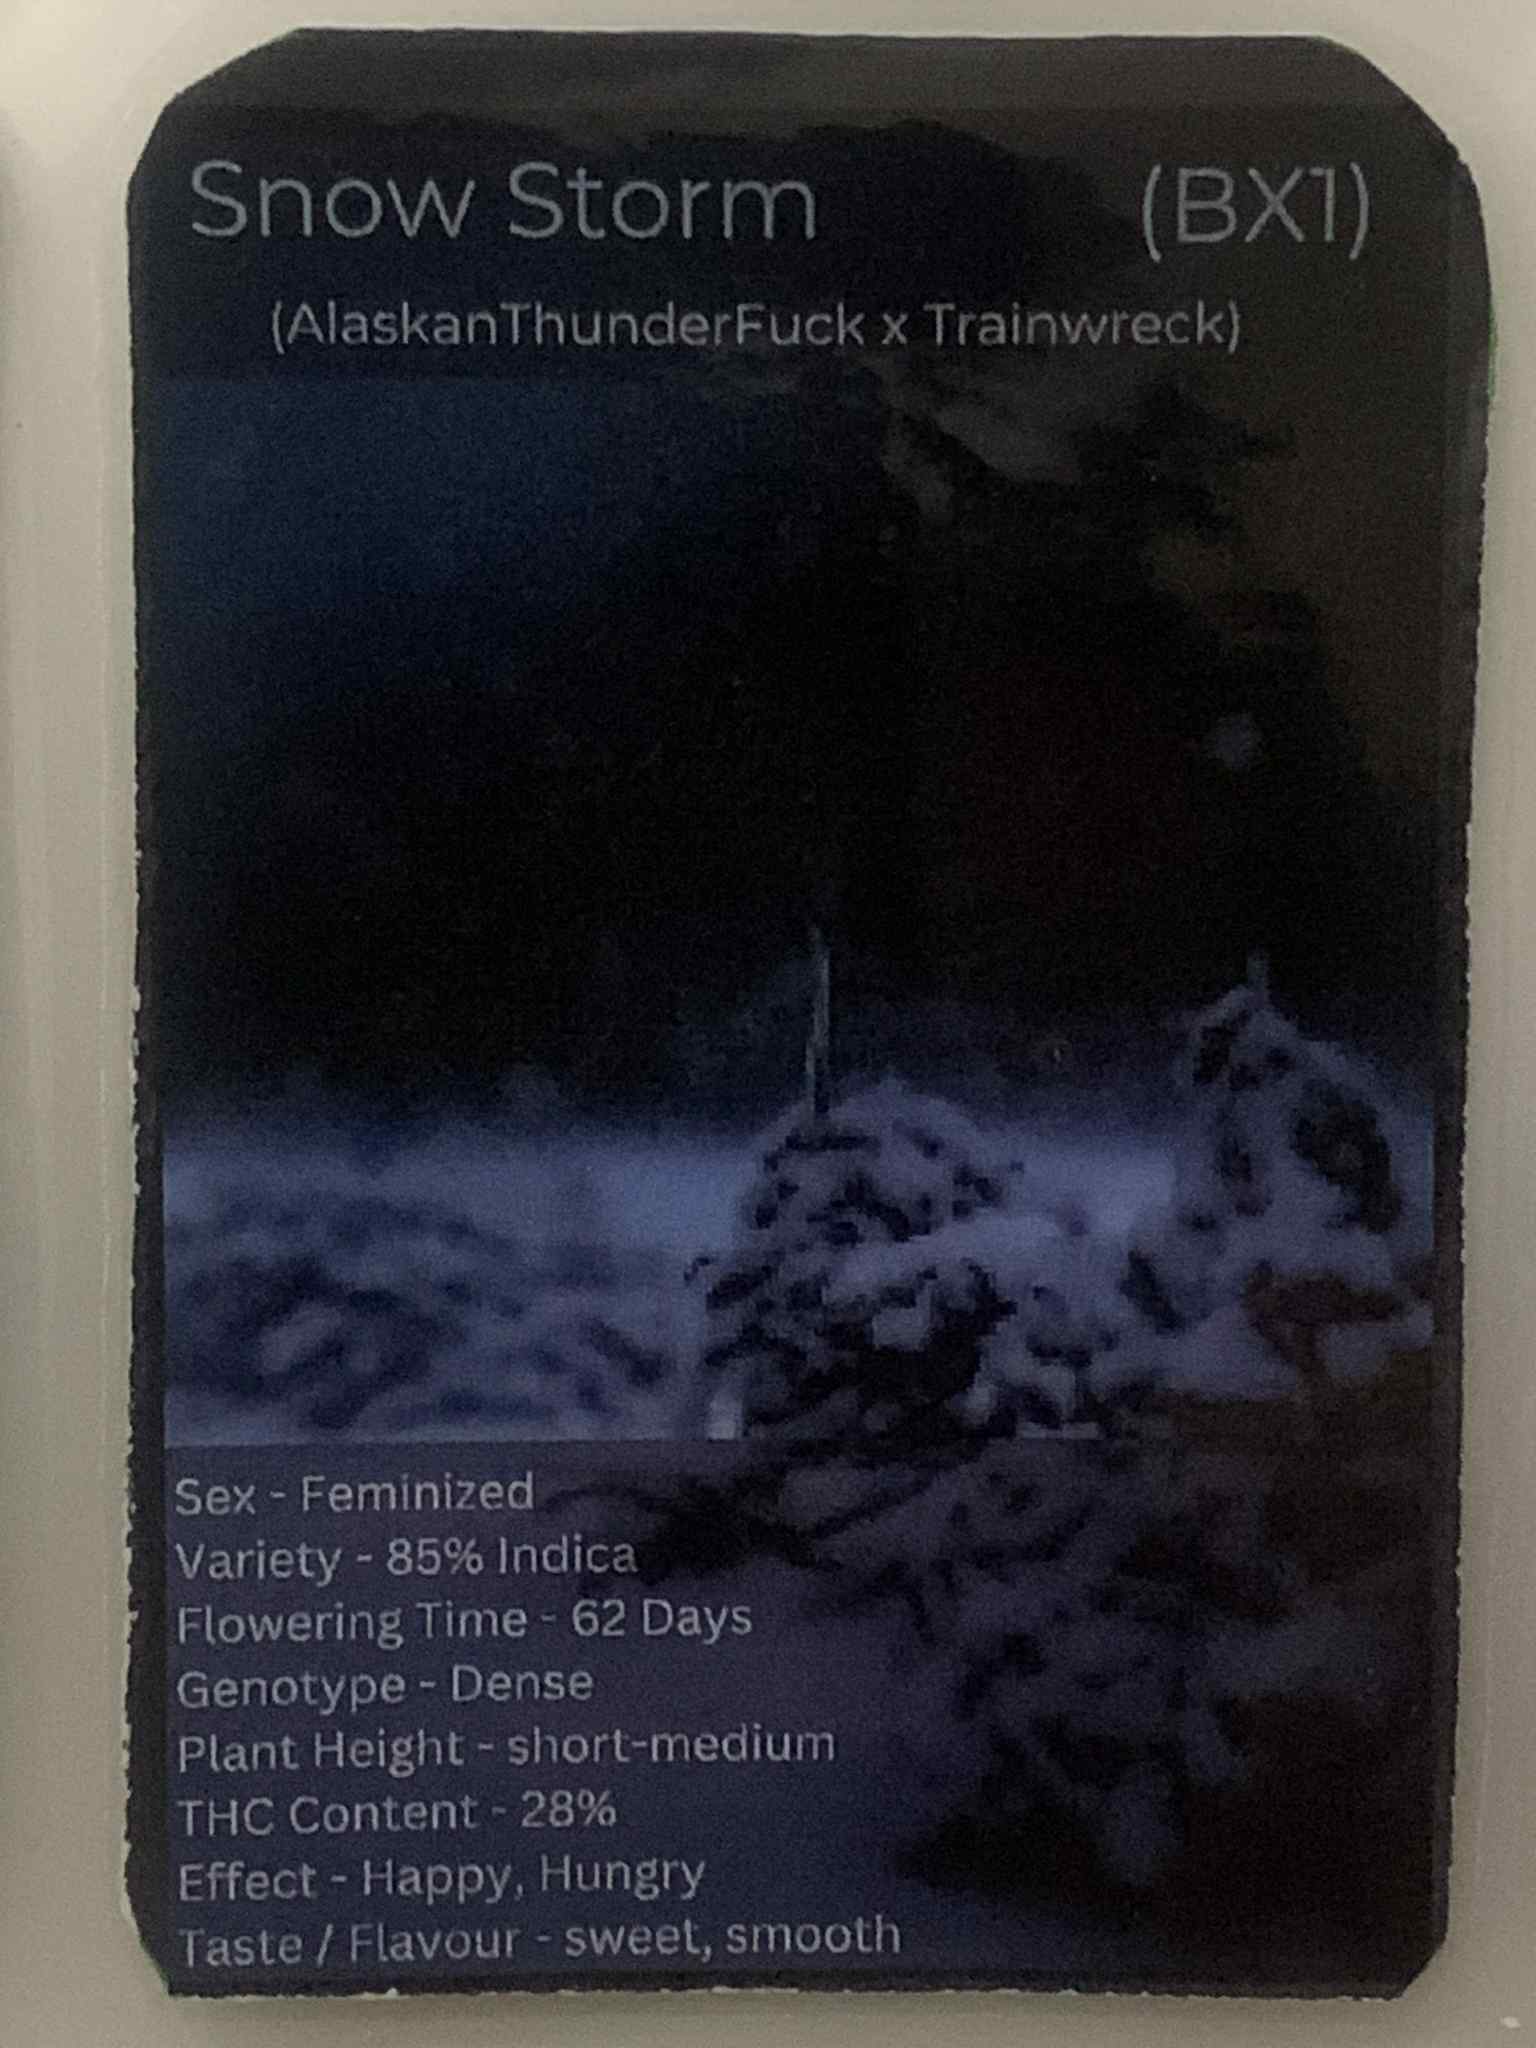 Snow Storm (BX1)
(AlaskanThunderFuck x Trainwreck)
Sex - Feminized
Variety - 85% Indica
Flowering Time - 62 Days
Genotype - Dense
Plant Height - short-medium
THC Content - 28%
Effect - Happy, Hungry
Taste / Flavour - sweet, smooth